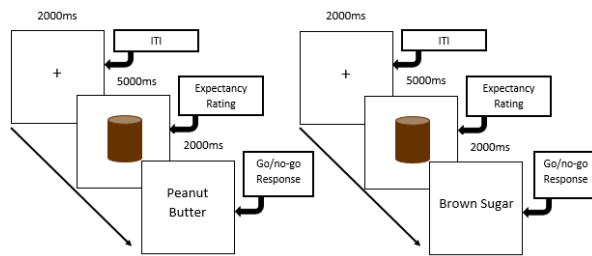 2000ms
ITI
+
5000ms
Expectancy
Rating
2000ms
Go/no-go
Response
Peanut
Butter
2000ms
ITI
+
5000ms
Expectancy
Rating
2000ms
Go/no-go
Response
Brown Sugar